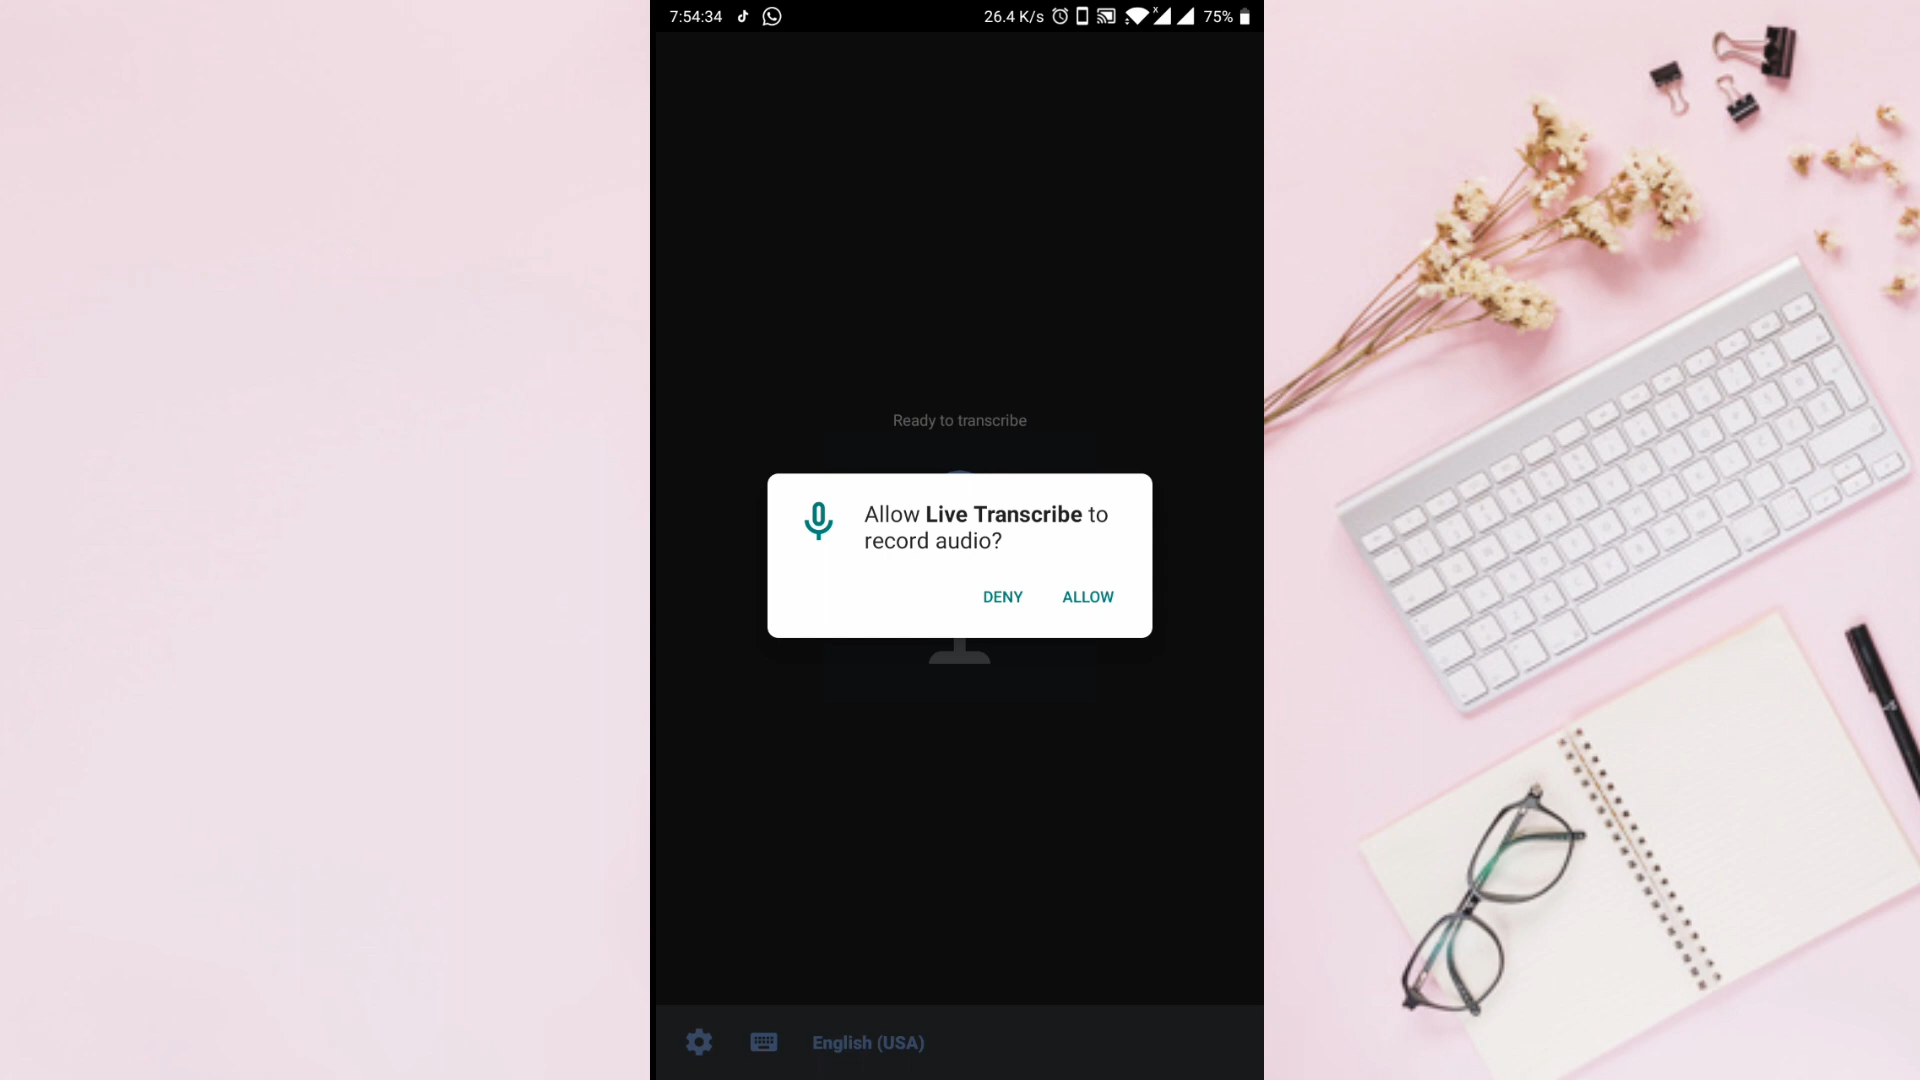 7:54:34 26.4 K/s 75%
Ready to transcribe
Allow Live Transcribe to
record audio?
DENY ALLOW
English (USA)